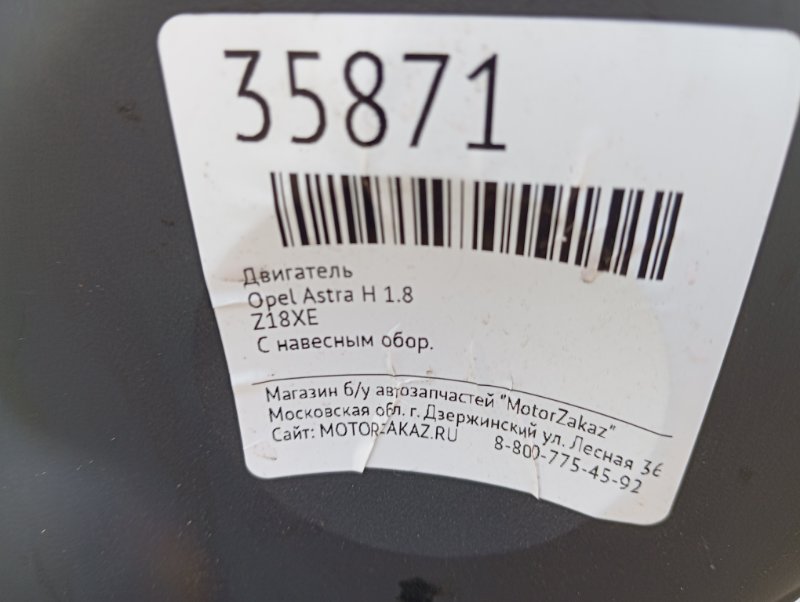 35871
Двигатель
Opel Astra H 1.8
Z18XE
С навесным обор.
Магазин б/у автозапчастей "MotorZakaz"
Московская обл. г. Дзержинский ул. Лесная 36
Сайт: MOTORZAKAZ.RU 8-800-775-45-92